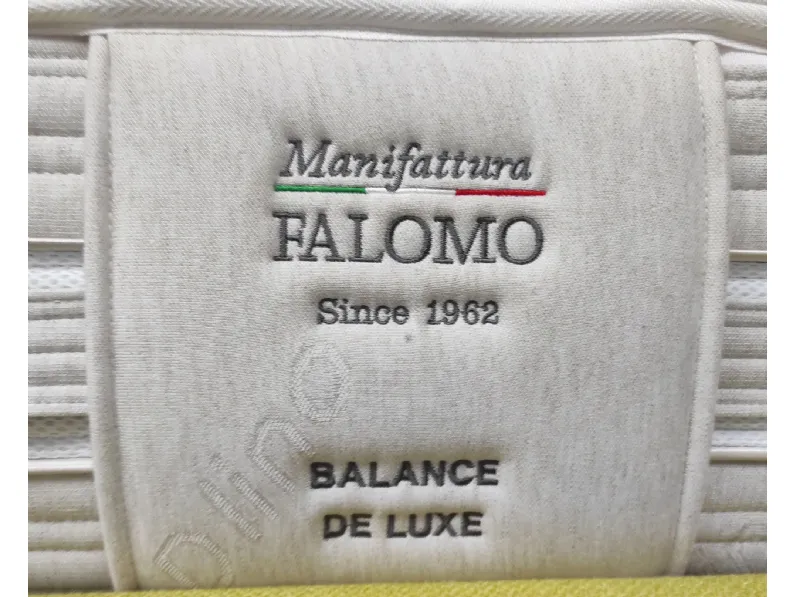 Manifattura
FALOMO
Since 1962
BALANCE
DE LUXE